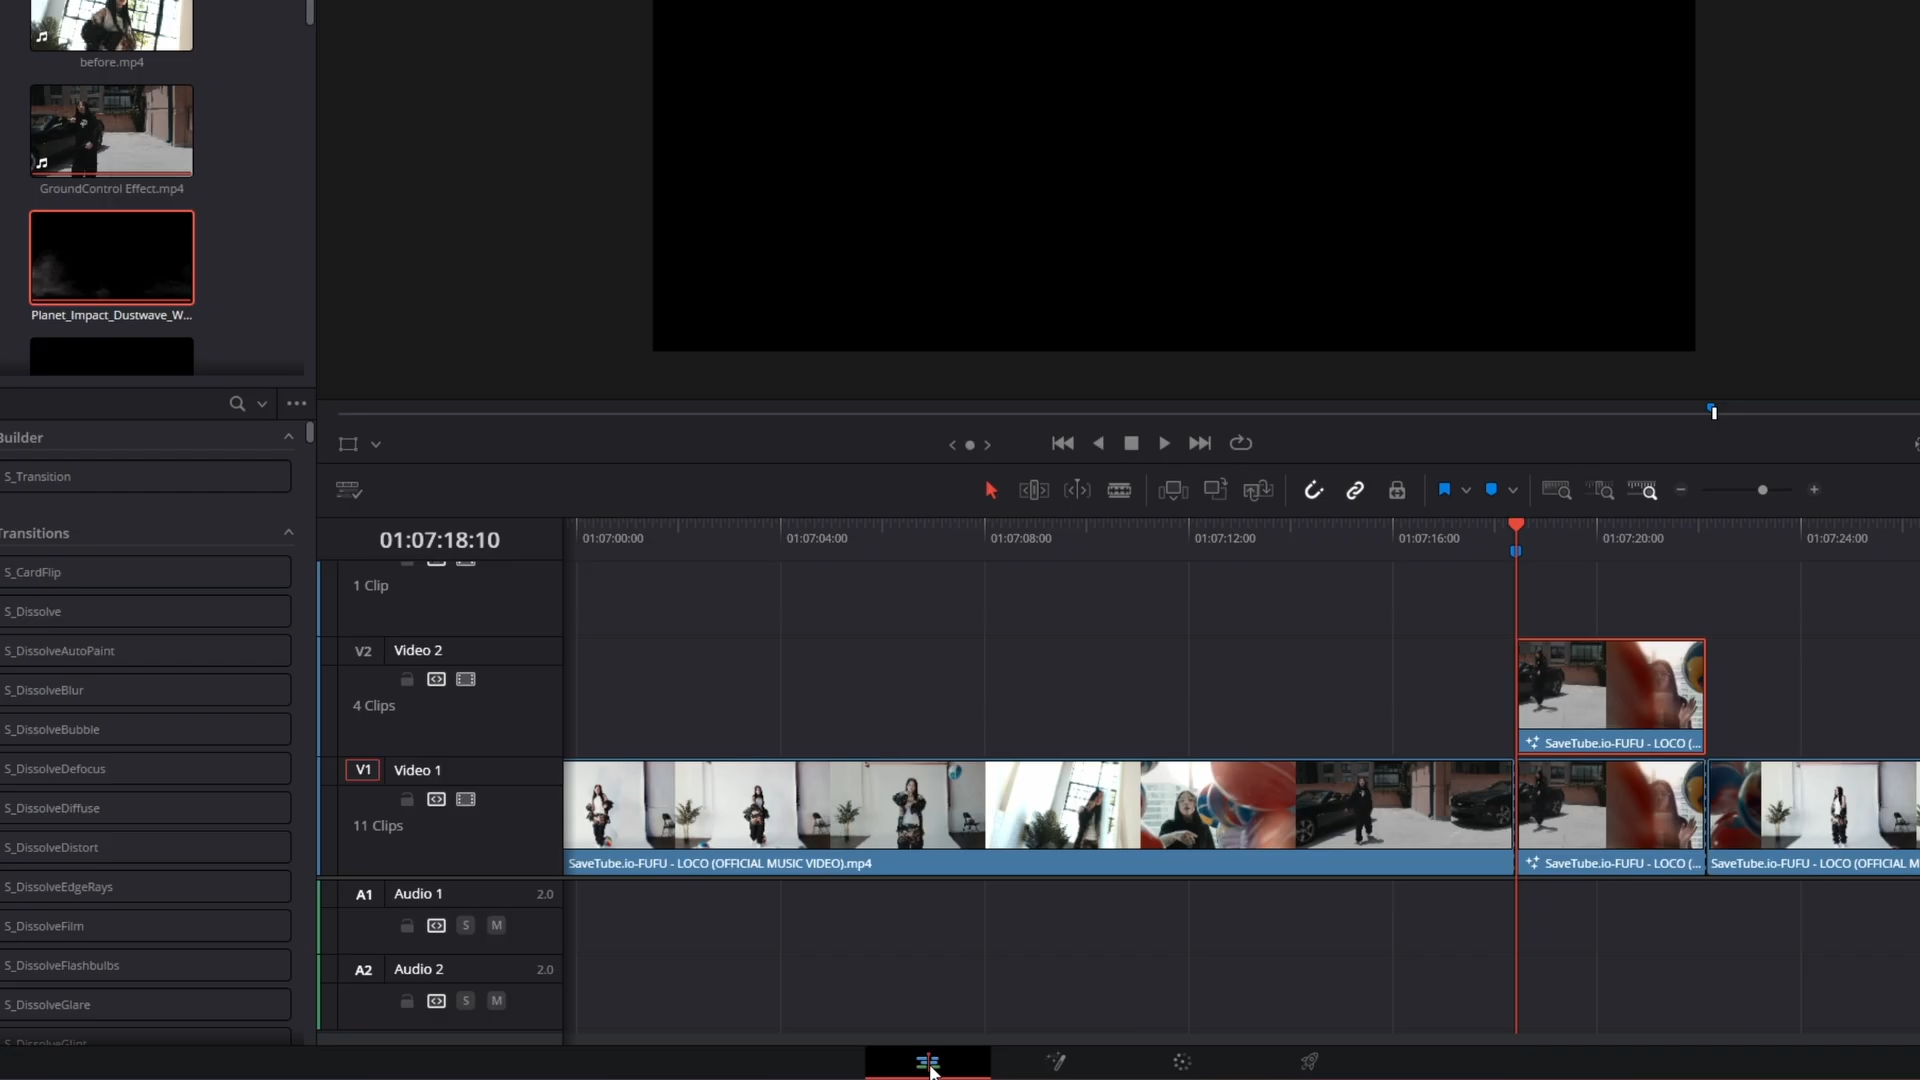 before.mp4
GroundControl Effect.mp4
Planet_Impact_Dustwave_W...
Builder
S_Transition
Transitions
S_CardFlip
S_Dissolve
S_DissolveAutoPaint
S_DissolveBlur
S_DissolveBubble
S_DissolveDefocus
S_DissolveDiffuse
S_DissolveDistort
S_DissolveEdgeRays
S_DissolveFilm
S_DissolveFlashbulbs
S_DissolveGlare
S_DissolveGlint
01:07:18:10
01:07:00:00
01:07:04:00
01:07:08:00
01:07:12:00
01:07:16:00
01:07:20:00
01:07:24:00
1 Clip
V2 Video 2
4 Clips
SaveTube.io-FUFU - LOCO (...
V1 Video 1
11 Clips
SaveTube.io-FUFU - LOCO (OFFICIAL MUSIC VIDEO).mp4
SaveTube.io-FUFU - LOCO (...
SaveTube.io-FUFU - LOCO (OFFICIAL M
A1 Audio 1 2.0
S M
A2 Audio 2 2.0
S M